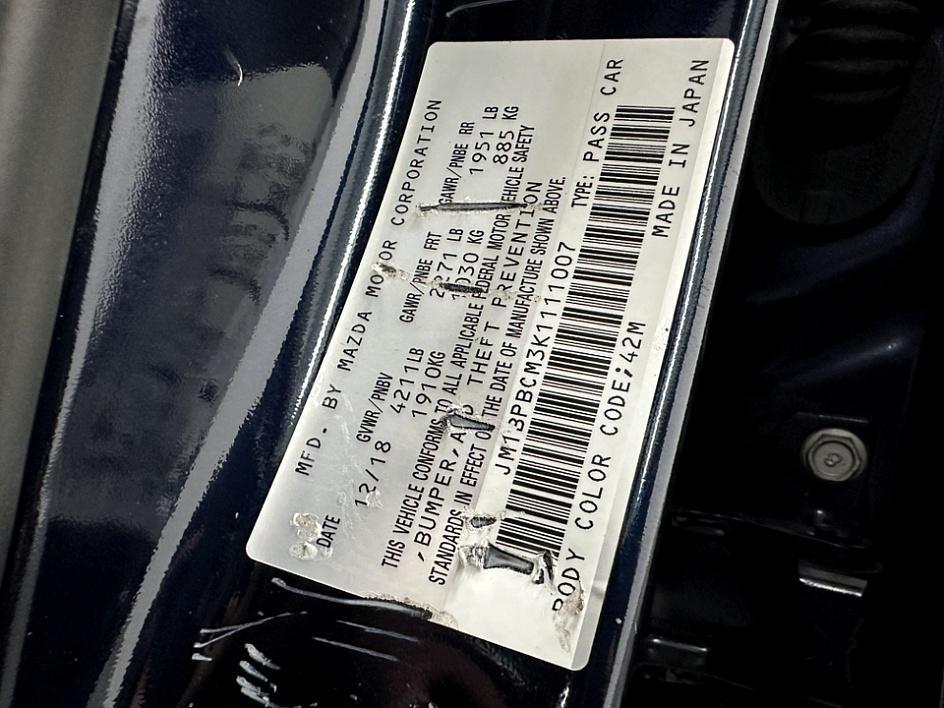 MFD. BY MAZDA MOTOR CORPORATION
DATE GVWR/PNBV GAWR/PNBE FRT GAWR/PNBE RR
12/18 4211LB 2271 LB 1951 LB
1910KG 1030 KG 885 KG
THIS VEHICLE CONFORMS TO ALL APPLICABLE FEDERAL MOTOR VEHICLE SAFETY
,BUMPER,AND THEFT PREVENTION
STANDARDS IN EFFECT ON THE DATE OF MANUFACTURE SHOWN ABOVE.
JM1BPBCM3K1111007 TYPE: PASS CAR
BODY COLOR CODE;42M MADE IN JAPAN